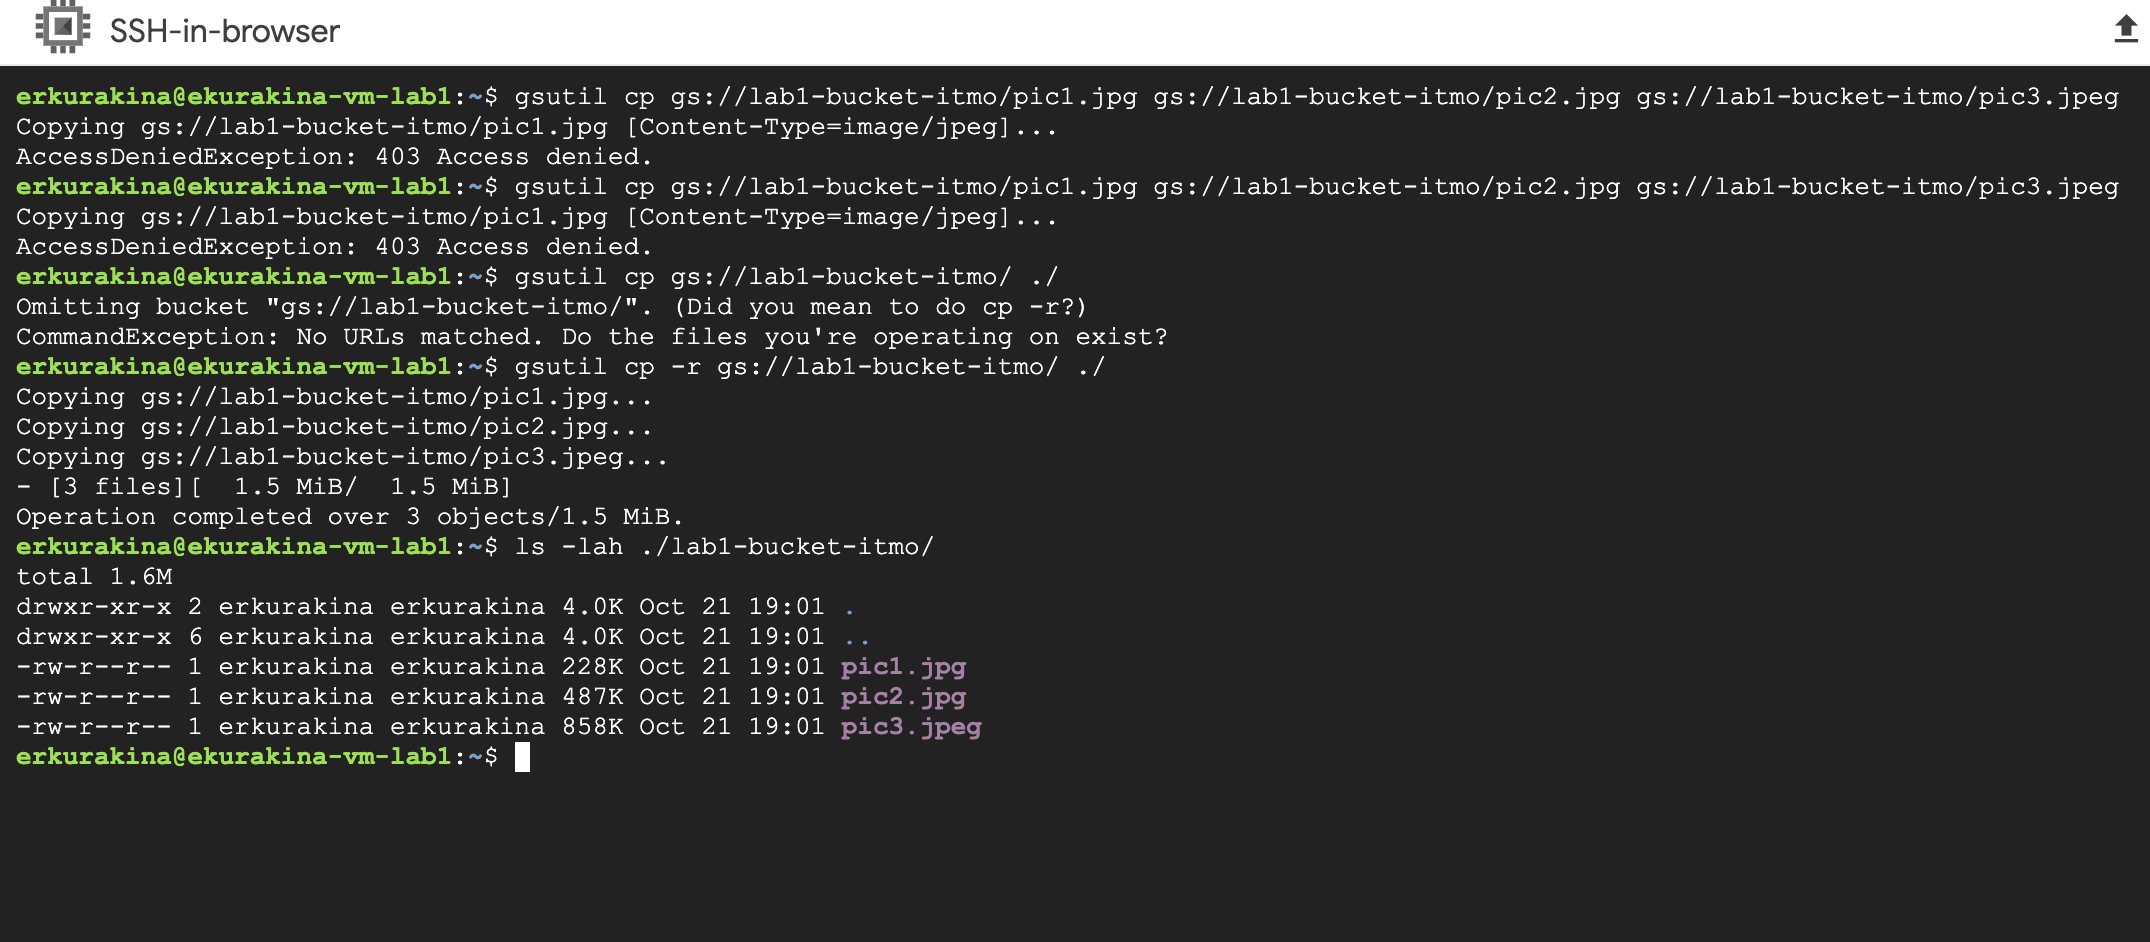 SSH-in-browser
erkurakina@ekurakina-vm-lab1:~$ gsutil cp gs://lab1-bucket-itmo/pic1.jpg gs://lab1-bucket-itmo/pic2.jpg gs://lab1-bucket-itmo/pic3.jpeg
Copying gs://lab1-bucket-itmo/pic1.jpg [Content-Type=image/jpeg]...
AccessDeniedException: 403 Access denied.
erkurakina@ekurakina-vm-lab1:~$ gsutil cp gs://lab1-bucket-itmo/pic1.jpg gs://lab1-bucket-itmo/pic2.jpg gs://lab1-bucket-itmo/pic3.jpeg
Copying gs://lab1-bucket-itmo/pic1.jpg [Content-Type=image/jpeg]...
AccessDeniedException: 403 Access denied.
erkurakina@ekurakina-vm-lab1:~$ gsutil cp gs://lab1-bucket-itmo/ ./
Omitting bucket "gs://lab1-bucket-itmo/". (Did you mean to do cp -r?)
CommandException: No URLs matched. Do the files you're operating on exist?
erkurakina@ekurakina-vm-lab1:~$ gsutil cp -r gs://lab1-bucket-itmo/ ./
Copying gs://lab1-bucket-itmo/pic1.jpg...
Copying gs://lab1-bucket-itmo/pic2.jpg...
Copying gs://lab1-bucket-itmo/pic3.jpeg...
- [3 files][  1.5 MiB/  1.5 MiB]
Operation completed over 3 objects/1.5 MiB.
erkurakina@ekurakina-vm-lab1:~$ ls -lah ./lab1-bucket-itmo/
total 1.6M
drwxr-xr-x 2 erkurakina erkurakina 4.0K Oct 21 19:01 .
drwxr-xr-x 6 erkurakina erkurakina 4.0K Oct 21 19:01 ..
-rw-r--r-- 1 erkurakina erkurakina 228K Oct 21 19:01 pic1.jpg
-rw-r--r-- 1 erkurakina erkurakina 487K Oct 21 19:01 pic2.jpg
-rw-r--r-- 1 erkurakina erkurakina 858K Oct 21 19:01 pic3.jpeg
erkurakina@ekurakina-vm-lab1:~$